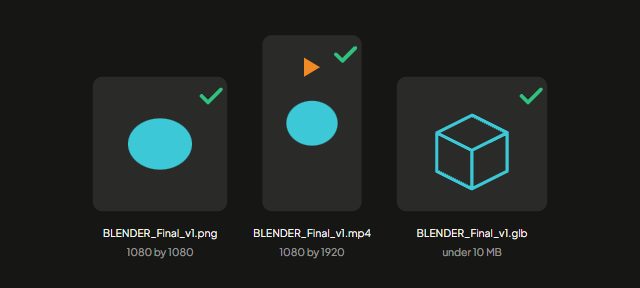 BLENDER_Final_v1.png
1080 by 1080
BLENDER_Final_v1.mp4
1080 by 1920
BLENDER_Final_v1.glb
under 10 MB